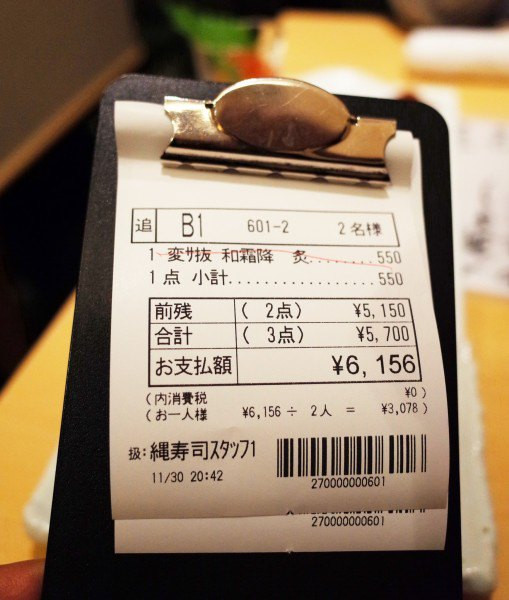 追 B1 601-2 2名様
1 変ｻ抜 和霜降 炙........550
1点 小計..................550
前残 ( 2点) ¥5,150
合計 ( 3点) ¥5,700
お支払額 ¥6,156
(内消費税 ¥0)
(お一人様 ¥6,156 ÷ 2人 = ¥3,078)
扱:縄寿司ｽﾀｯﾌ1
11/30 20:42
270000000601
270000000601